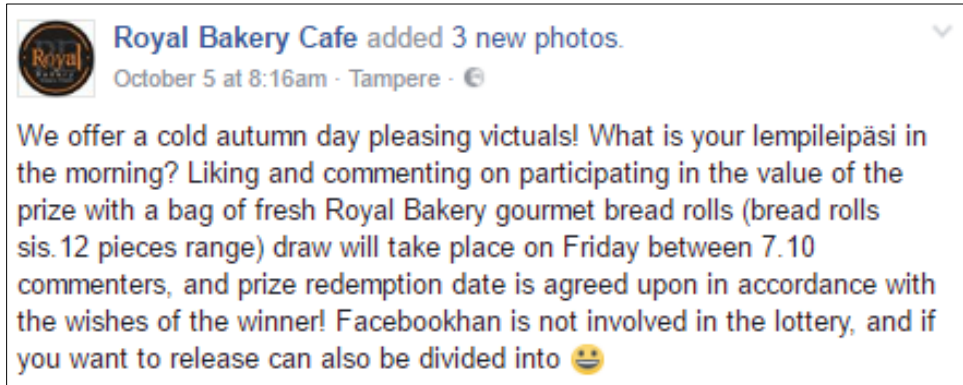 Royal
Royal Bakery Cafe added 3 new photos.
October 5 at 8:16am · Tampere ·
We offer a cold autumn day pleasing victuals! What is your lempileipäsi in
the morning? Liking and commenting on participating in the value of the
prize with a bag of fresh Royal Bakery gourmet bread rolls (bread rolls
sis.12 pieces range) draw will take place on Friday between 7.10
commenters, and prize redemption date is agreed upon in accordance with
the wishes of the winner! Facebookhan is not involved in the lottery, and if
you want to release can also be divided into 😀